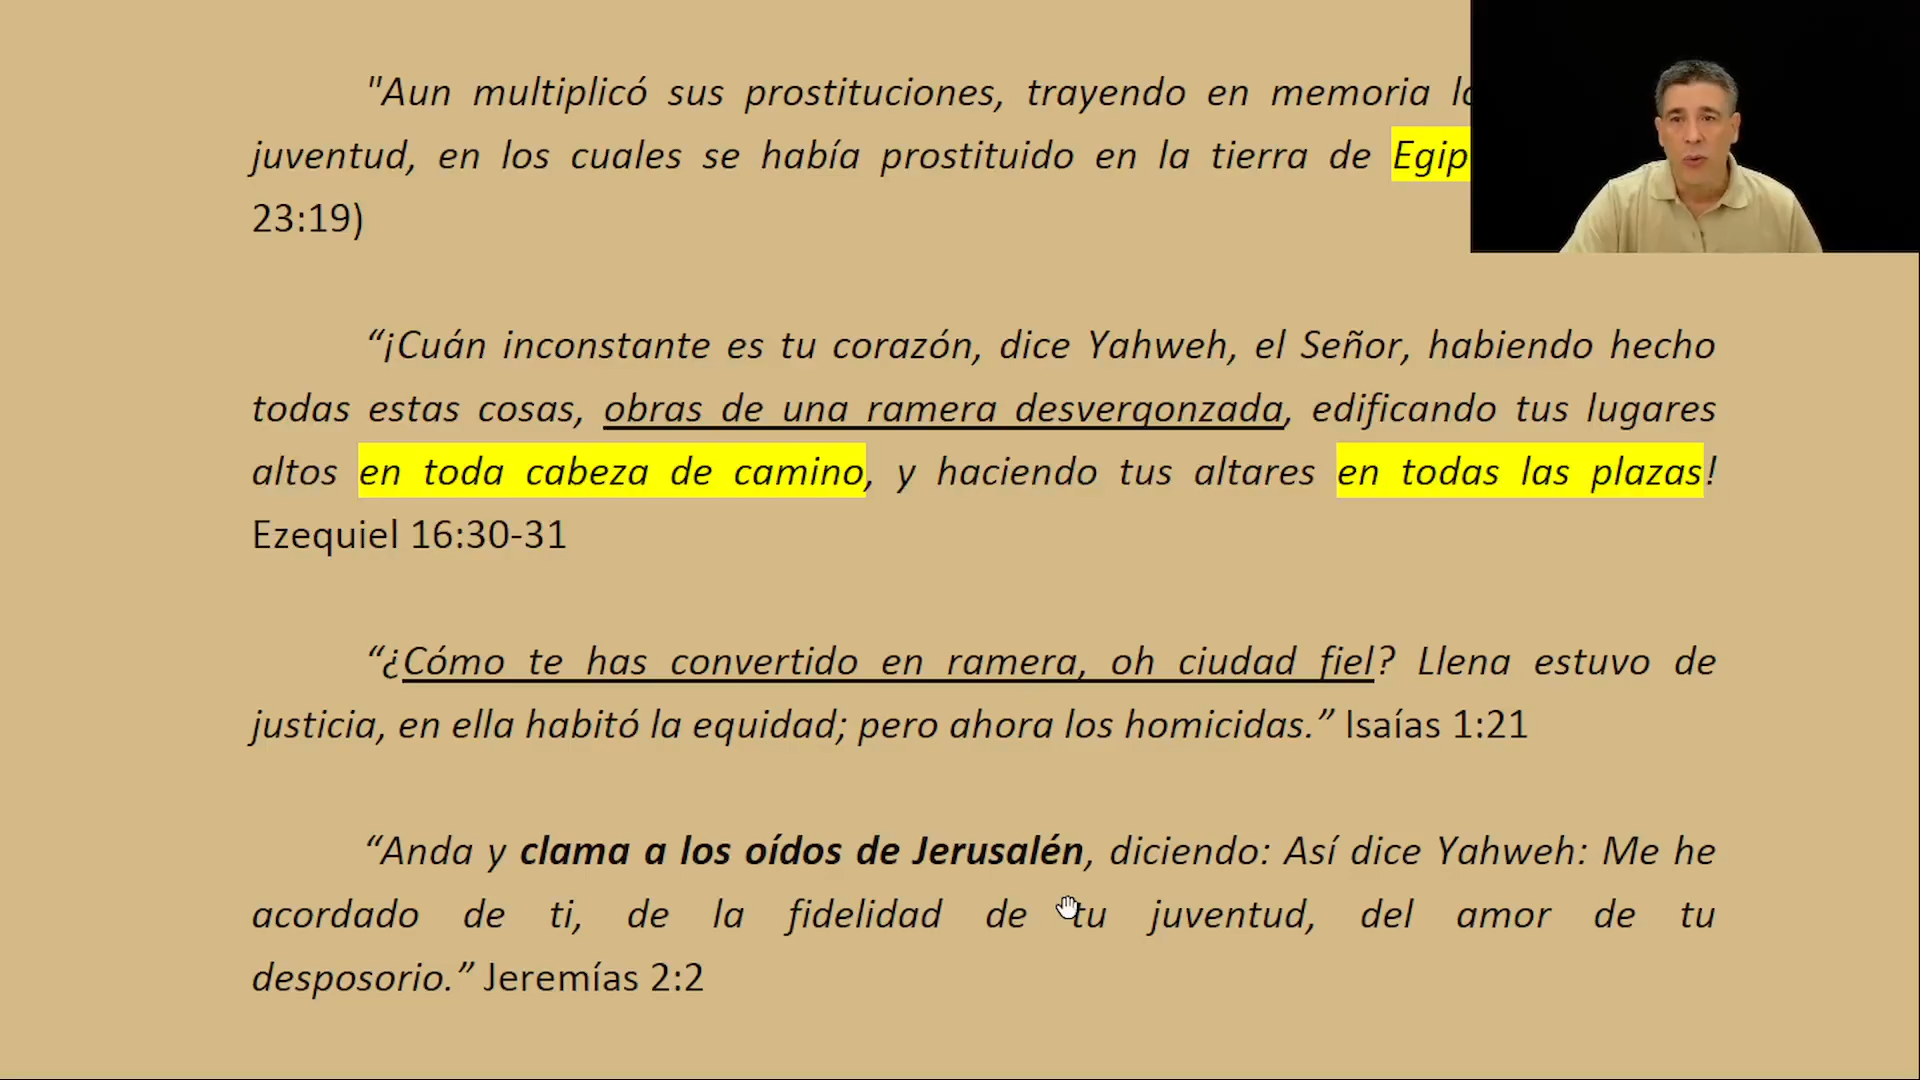 "Aun multiplicó sus prostituciones, trayendo en memoria
juventud, en los cuales se había prostituido en la tierra de Egip
23:19)
“¡Cuán inconstante es tu corazón, dice Yahweh, el Señor, habiendo hecho
todas estas cosas, obras de una ramera desvergonzada, edificando tus lugares
altos en toda cabeza de camino, y haciendo tus altares en todas las plazas!
Ezequiel 16:30-31
“¿Cómo te has convertido en ramera, oh ciudad fiel? Llena estuvo de
justicia, en ella habitó la equidad; pero ahora los homicidas.” Isaías 1:21
“Anda y clama a los oídos de Jerusalén, diciendo: Así dice Yahweh: Me he
acordado de ti, de la fidelidad de tu juventud, del amor de tu
desposorio.” Jeremías 2:2